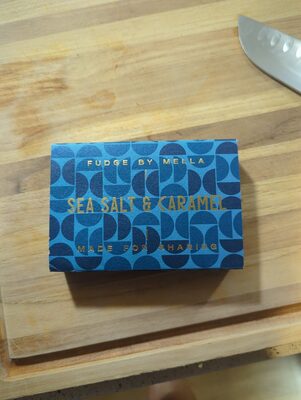 FUDGE BY MELLA
SEA SALT & CARAMEL
MADE FOR SHARING